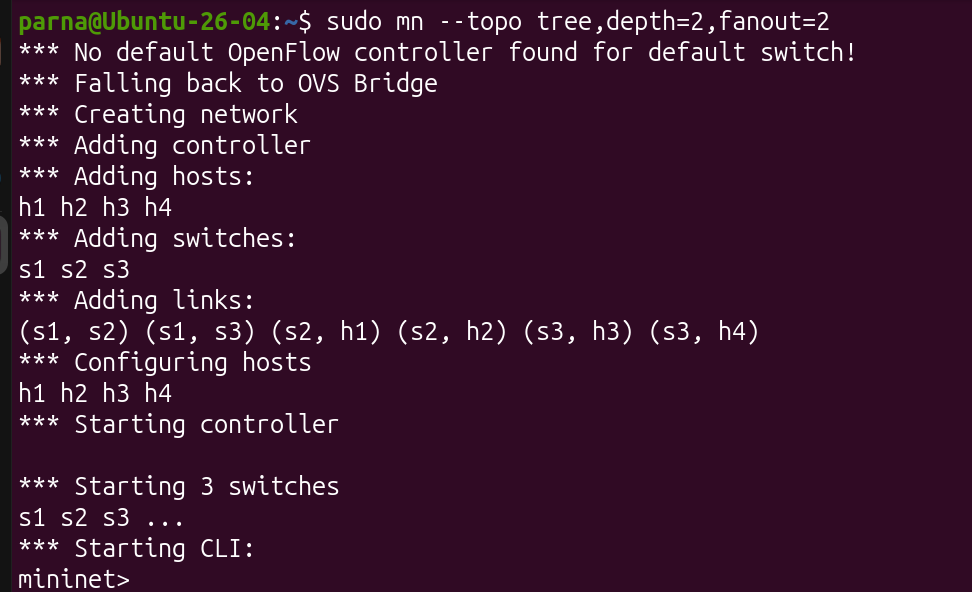 parna@Ubuntu-26-04:~$ sudo mn --topo tree,depth=2,fanout=2
*** No default OpenFlow controller found for default switch!
*** Falling back to OVS Bridge
*** Creating network
*** Adding controller
*** Adding hosts:
h1 h2 h3 h4
*** Adding switches:
s1 s2 s3
*** Adding links:
(s1, s2) (s1, s3) (s2, h1) (s2, h2) (s3, h3) (s3, h4)
*** Configuring hosts
h1 h2 h3 h4
*** Starting controller

*** Starting 3 switches
s1 s2 s3 ...
*** Starting CLI:
mininet>